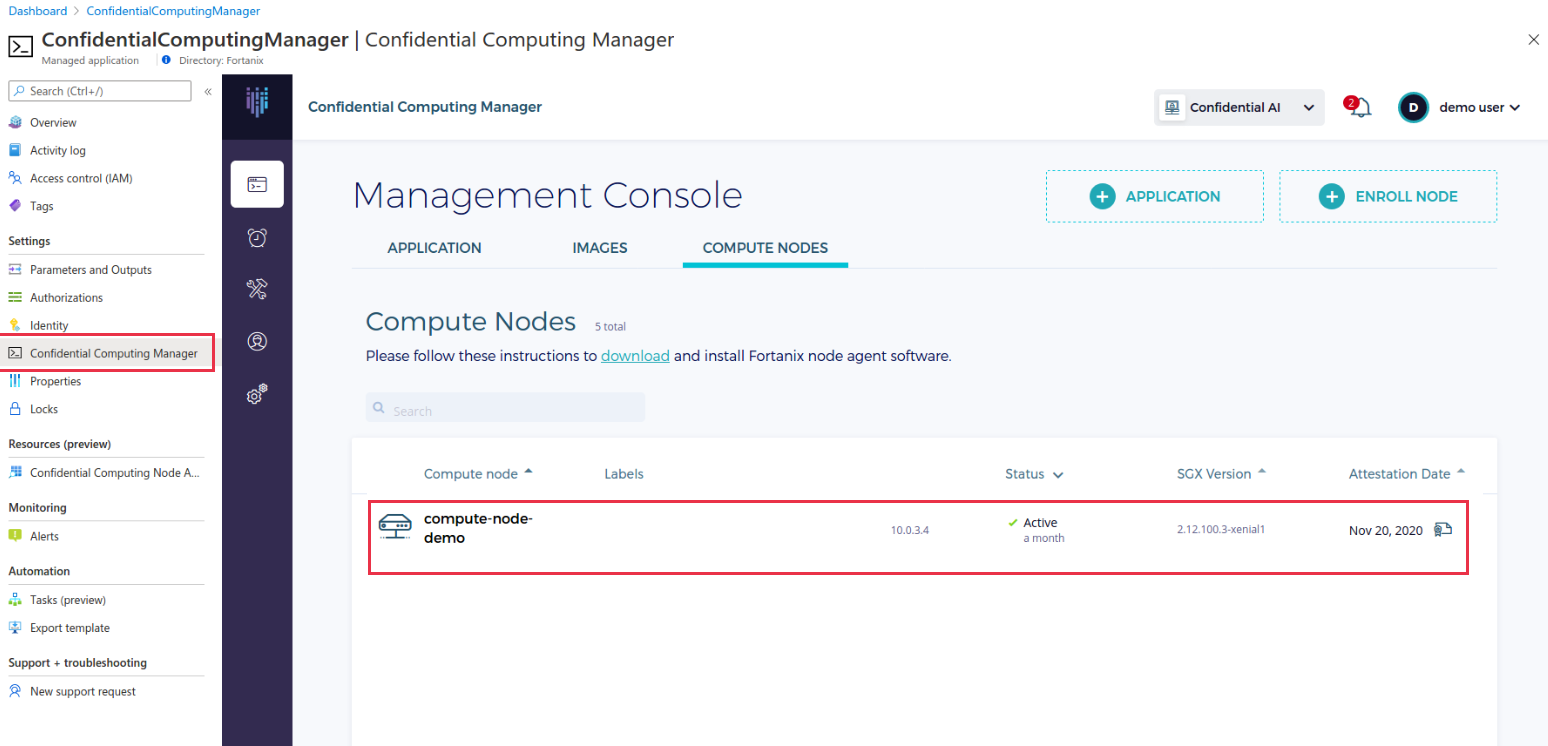 Dashboard > ConfidentialComputingManager
ConfidentialComputingManager | Confidential Computing Manager
Managed application
Directory: Fortanix
Search (Ctrl+/)
«
Overview
Activity log
Access control (IAM)
Tags
Settings
Parameters and Outputs
Authorizations
Identity
Confidential Computing Manager
Properties
Locks
Resources (preview)
Confidential Computing Node A...
Monitoring
Alerts
Automation
Tasks (preview)
Export template
Support + troubleshooting
New support request
Confidential Computing Manager
Confidential AI
2
D
demo user
Management Console
APPLICATION
ENROLL NODE
APPLICATION
IMAGES
COMPUTE NODES
Compute Nodes 5 total
Please follow these instructions to download and install Fortanix node agent software.
Search
Compute node
Labels
Status
SGX Version
Attestation Date
compute-node-
demo
10.0.3.4
Active
a month
2.12.100.3-xenial1
Nov 20, 2020